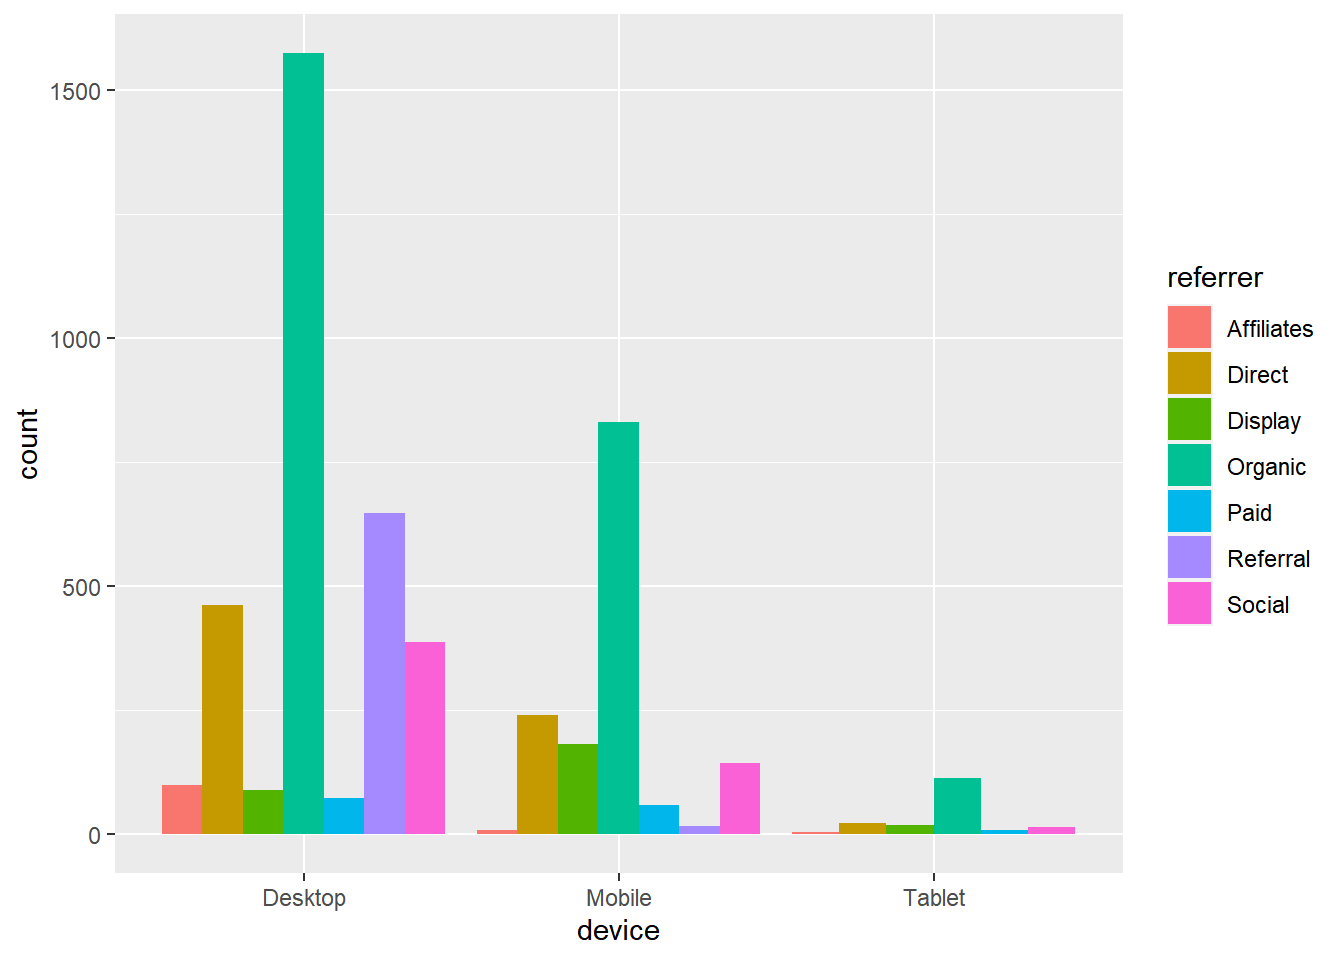 1500
1000
500
0
count
Desktop
Mobile
Tablet
device
referrer
Affiliates
Direct
Display
Organic
Paid
Referral
Social